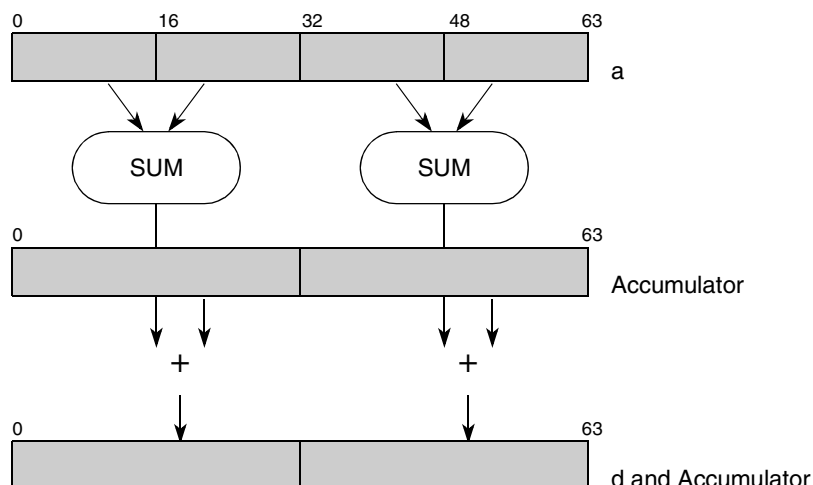 0 16 32 48 63
a
SUM SUM
0 63
Accumulator
+ +
0 63
d and Accumulator